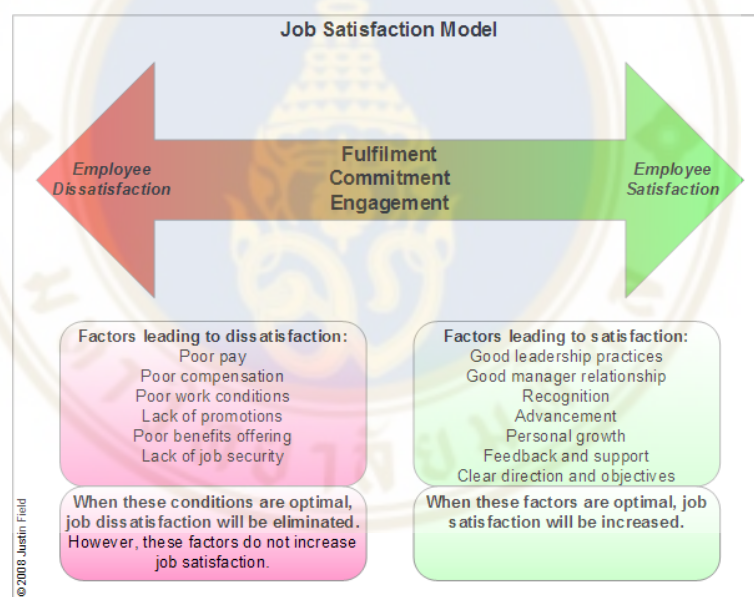 Job Satisfaction Model
Employee
Dissatisfaction
Fulfilment
Commitment
Engagement
Employee
Satisfaction
Factors leading to dissatisfaction:
Poor pay
Poor compensation
Poor work conditions
Lack of promotions
Poor benefits offering
Lack of job security
When these conditions are optimal,
job dissatisfaction will be eliminated.
However, these factors do not increase
job satisfaction.
Factors leading to satisfaction:
Good leadership practices
Good manager relationship
Recognition
Advancement
Personal growth
Feedback and support
Clear direction and objectives
When these factors are optimal, job
satisfaction will be increased.
©2008 Justin Field